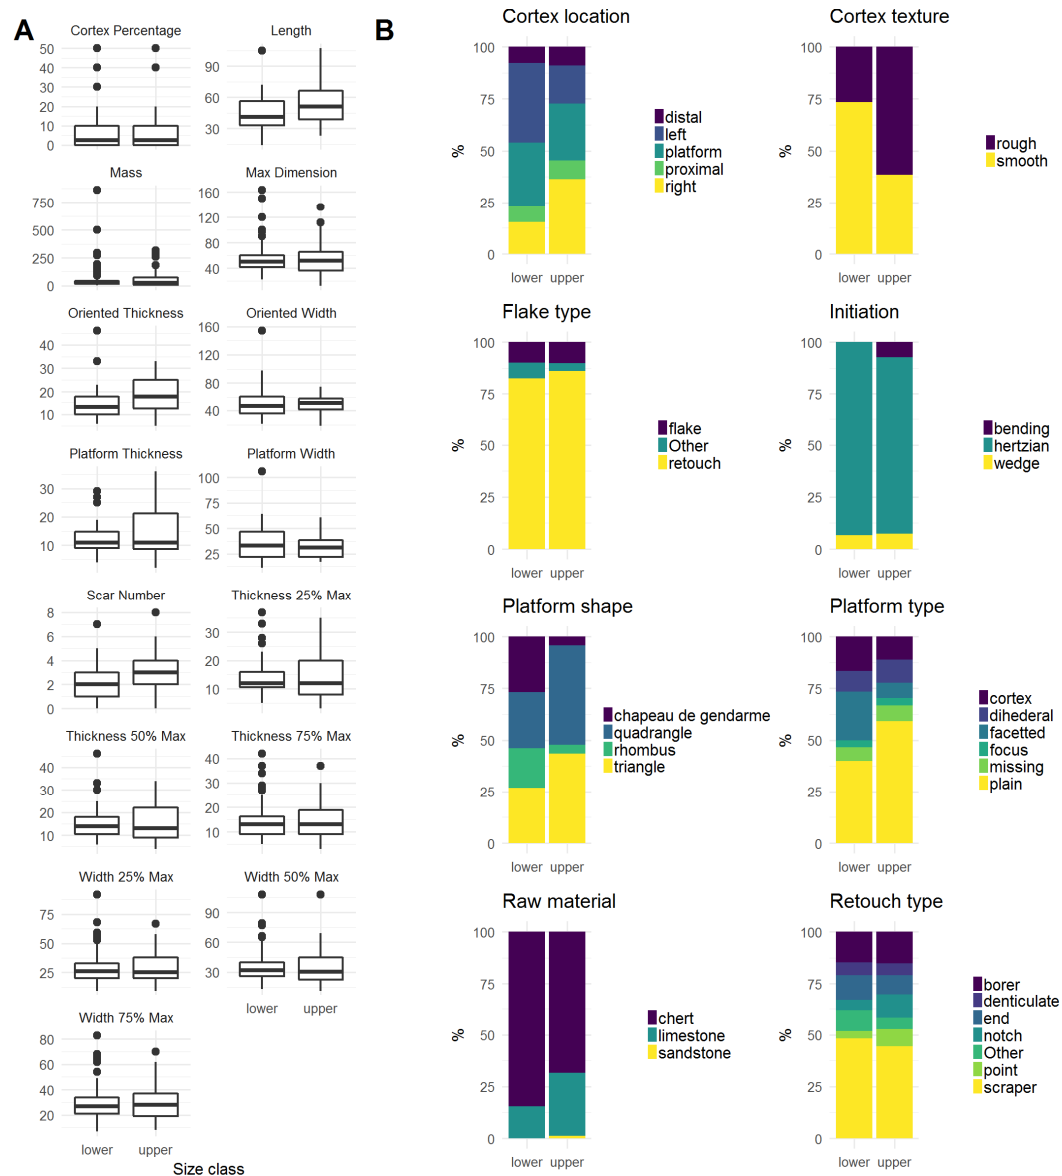 A
Cortex Percentage
Length
50
40
30
20
10
0
90
60
30
Mass
Max Dimension
750
500
250
0
160
120
80
40
Oriented Thickness
Oriented Width
40
30
20
10
160
120
80
40
Platform Thickness
Platform Width
30
20
10
100
75
50
25
Scar Number
Thickness 25% Max
8
6
4
2
0
30
20
10
Thickness 50% Max
Thickness 75% Max
40
30
20
10
40
30
20
10
Width 25% Max
Width 50% Max
75
50
25
90
60
30
lower upper
Width 75% Max
80
60
40
20
lower upper
Size class
B
Cortex location
100
75
50
25
0
%
lower upper
distal
left
platform
proximal
right
Cortex texture
100
75
50
25
0
%
lower upper
rough
smooth
Flake type
100
75
50
25
0
%
lower upper
flake
Other
retouch
Initiation
100
75
50
25
0
%
lower upper
bending
hertzian
wedge
Platform shape
100
75
50
25
0
%
lower upper
chapeau de gendarme
quadrangle
rhombus
triangle
Platform type
100
75
50
25
0
%
lower upper
cortex
dihederal
facetted
focus
missing
plain
Raw material
100
75
50
25
0
%
lower upper
chert
limestone
sandstone
Retouch type
100
75
50
25
0
%
lower upper
borer
denticulate
end
notch
Other
point
scraper